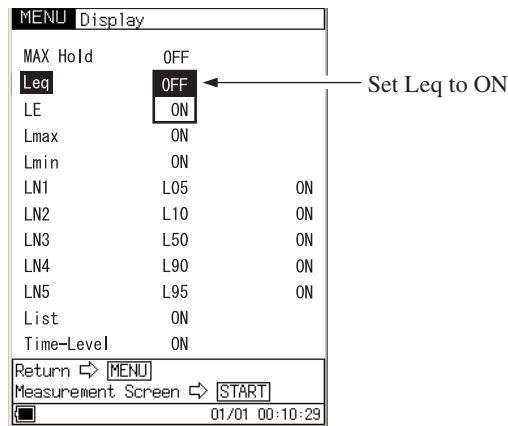 MENU Display
MAX Hold OFF
Leq OFF Set Leq to ON
LE ON
Lmax ON
Lmin ON
LN1 L05 ON
LN2 L10 ON
LN3 L50 ON
LN4 L90 ON
LN5 L95 ON
List ON
Time-Level ON
Return ⇨ MENU
Measurement Screen ⇨ START
01/01 00:10:29